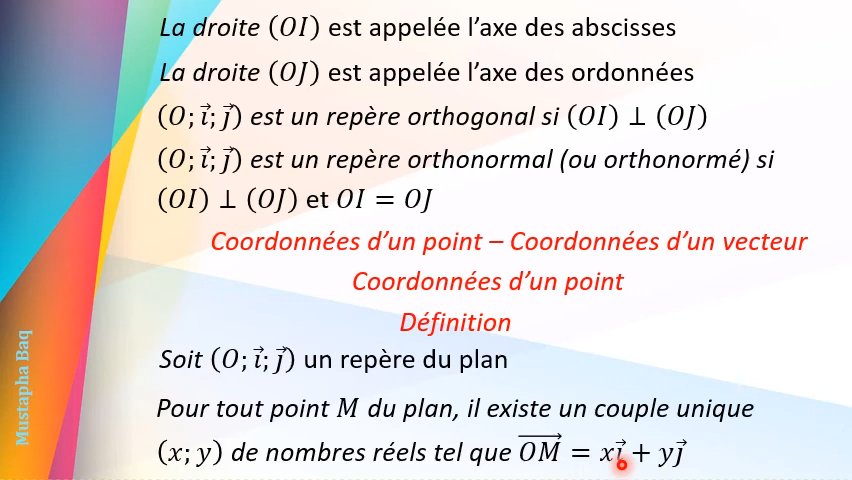 La droite (OI) est appelée l’axe des abscisses
La droite (OJ) est appelée l’axe des ordonnées
(O; ı⃗; ȷ⃗) est un repère orthogonal si (OI) ⊥ (OJ)
(O; ı⃗; ȷ⃗) est un repère orthonormal (ou orthonormé) si
(OI) ⊥ (OJ) et OI = OJ
Coordonnées d’un point – Coordonnées d’un vecteur
Coordonnées d’un point
Définition
Soit (O; ı⃗; ȷ⃗) un repère du plan
Pour tout point M du plan, il existe un couple unique
(x; y) de nombres réels tel que OM⃗ = xı⃗ + yȷ⃗
Mustapha Baq